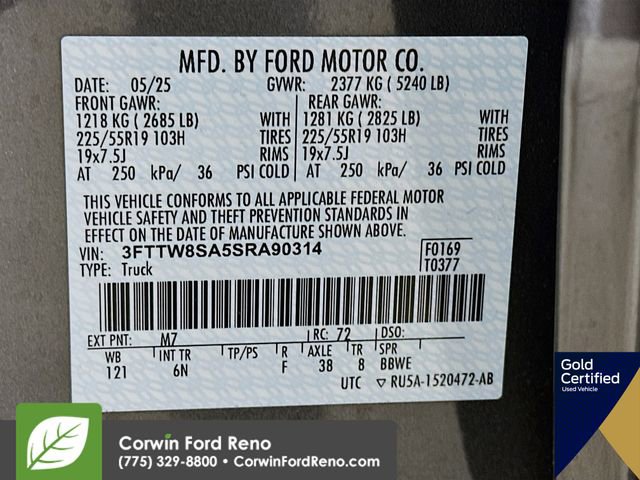 MFD. BY FORD MOTOR CO.
DATE: 05/25 GVWR: 2377 KG ( 5240 LB)
FRONT GAWR: REAR GAWR:
1218 KG ( 2685 LB) WITH 1281 KG ( 2825 LB) WITH
225/55R19 103H TIRES 225/55R19 103H TIRES
19x7.5J RIMS 19x7.5J RIMS
AT 250 kPa/ 36 PSI COLD AT 250 kPa/ 36 PSI COLD
THIS VEHICLE CONFORMS TO ALL APPLICABLE FEDERAL MOTOR
VEHICLE SAFETY AND THEFT PREVENTION STANDARDS IN
EFFECT ON THE DATE OF MANUFACTURE SHOWN ABOVE.
VIN: 3FTTW8SA5SRA90314 F0169
TYPE: Truck T0377
EXT PNT: M7 RC: 72 DSO:
WB INT TR TP/PS R AXLE TR SPR
121 6N F 38 8 BBWE
UTC ▽ RU5A-1520472-AB
Gold
Certified
Used Vehicle
Corwin Ford Reno
(775) 329-8800 • CorwinFordReno.com